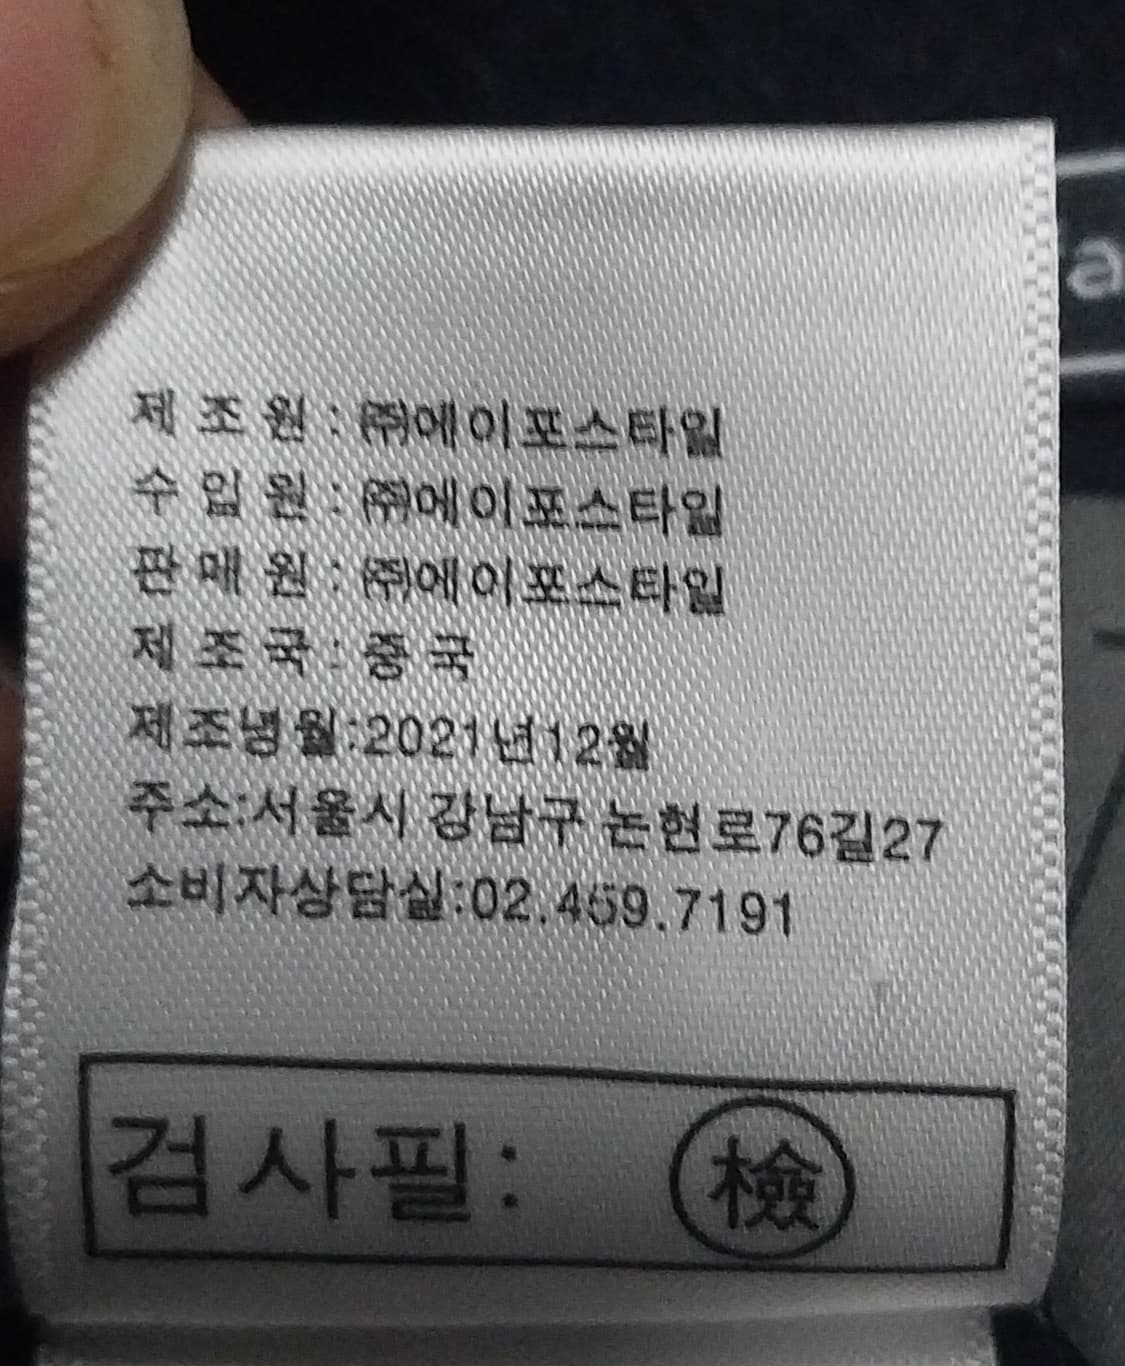 제 조 원 : ㈜에이포스타일
수 입 원 : ㈜에이포스타일
판 매 원 : ㈜에이포스타일
제 조 국 : 중 국
제조녕월:2021년12월
주소:서울시 강남구 논현로76길27
소비자상담실:02.459.7191
검사필: 檢
a